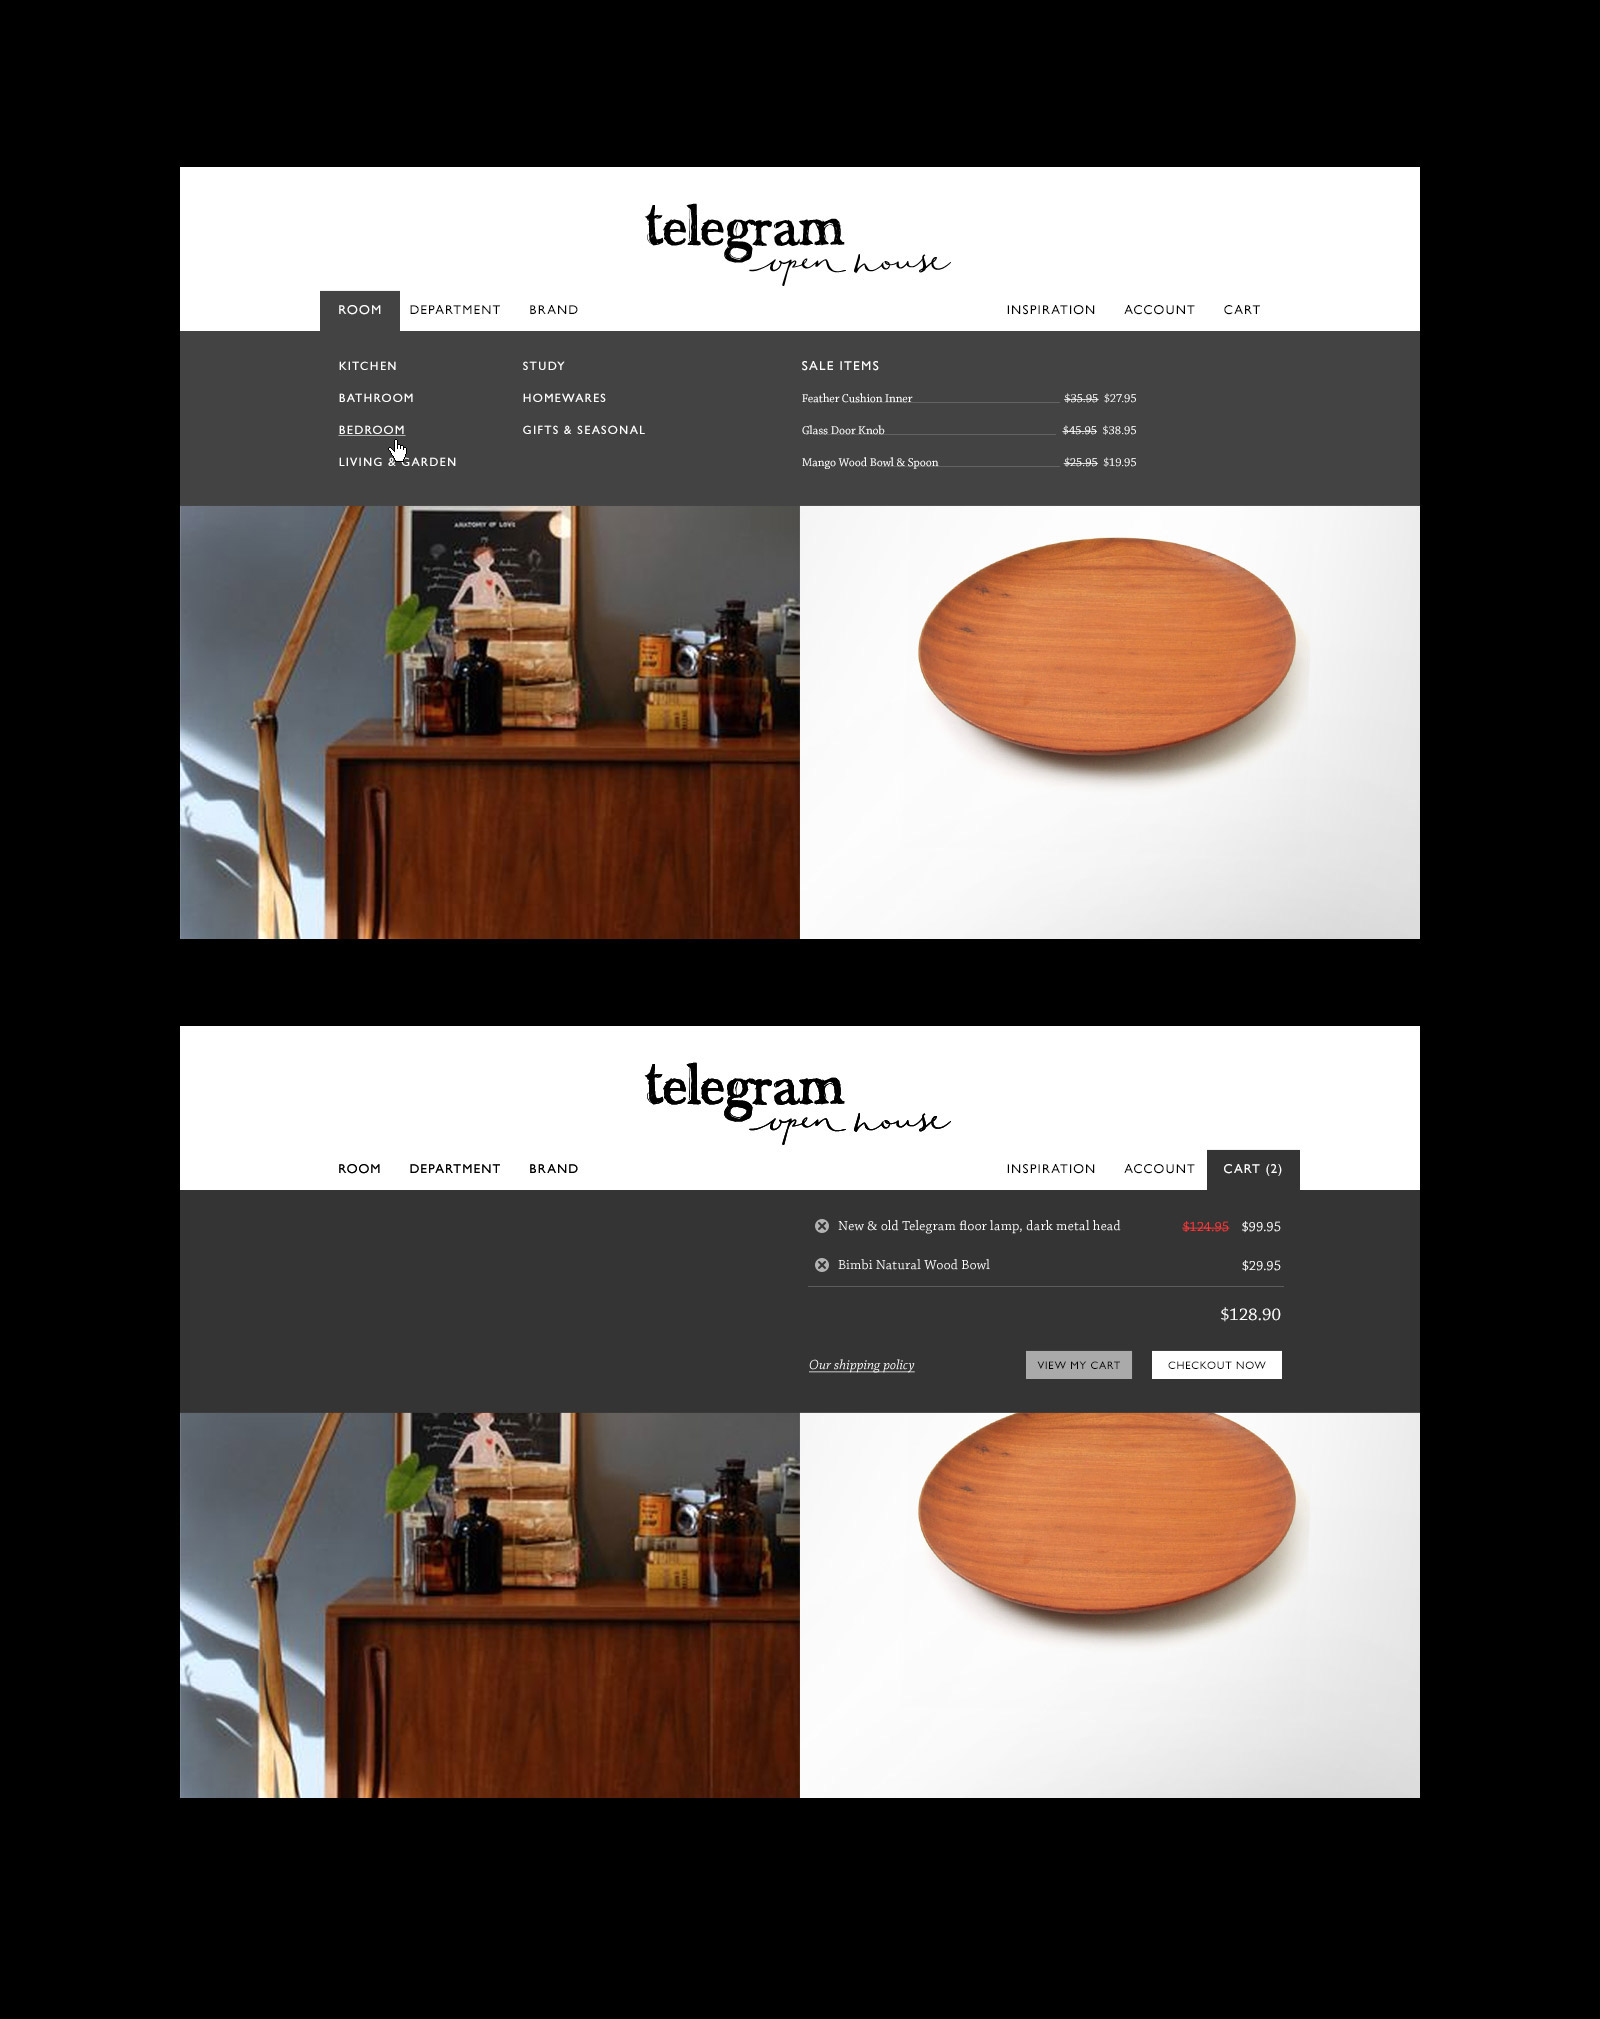 telegram
open house
ROOM DEPARTMENT BRAND INSPIRATION ACCOUNT CART
KITCHEN STUDY SALE ITEMS
BATHROOM HOMEWARES Feather Cushion Inner $35.95 $27.95
BEDROOM GIFTS & SEASONAL Glass Door Knob $45.95 $38.95
LIVING & GARDEN Mango Wood Bowl & Spoon $25.95 $19.95
ANATOMY OF LOVE
telegram
open house
ROOM DEPARTMENT BRAND INSPIRATION ACCOUNT CART (2)
New & old Telegram floor lamp, dark metal head $124.95 $99.95
Bimbi Natural Wood Bowl $29.95
$128.90
Our shipping policy VIEW MY CART CHECKOUT NOW